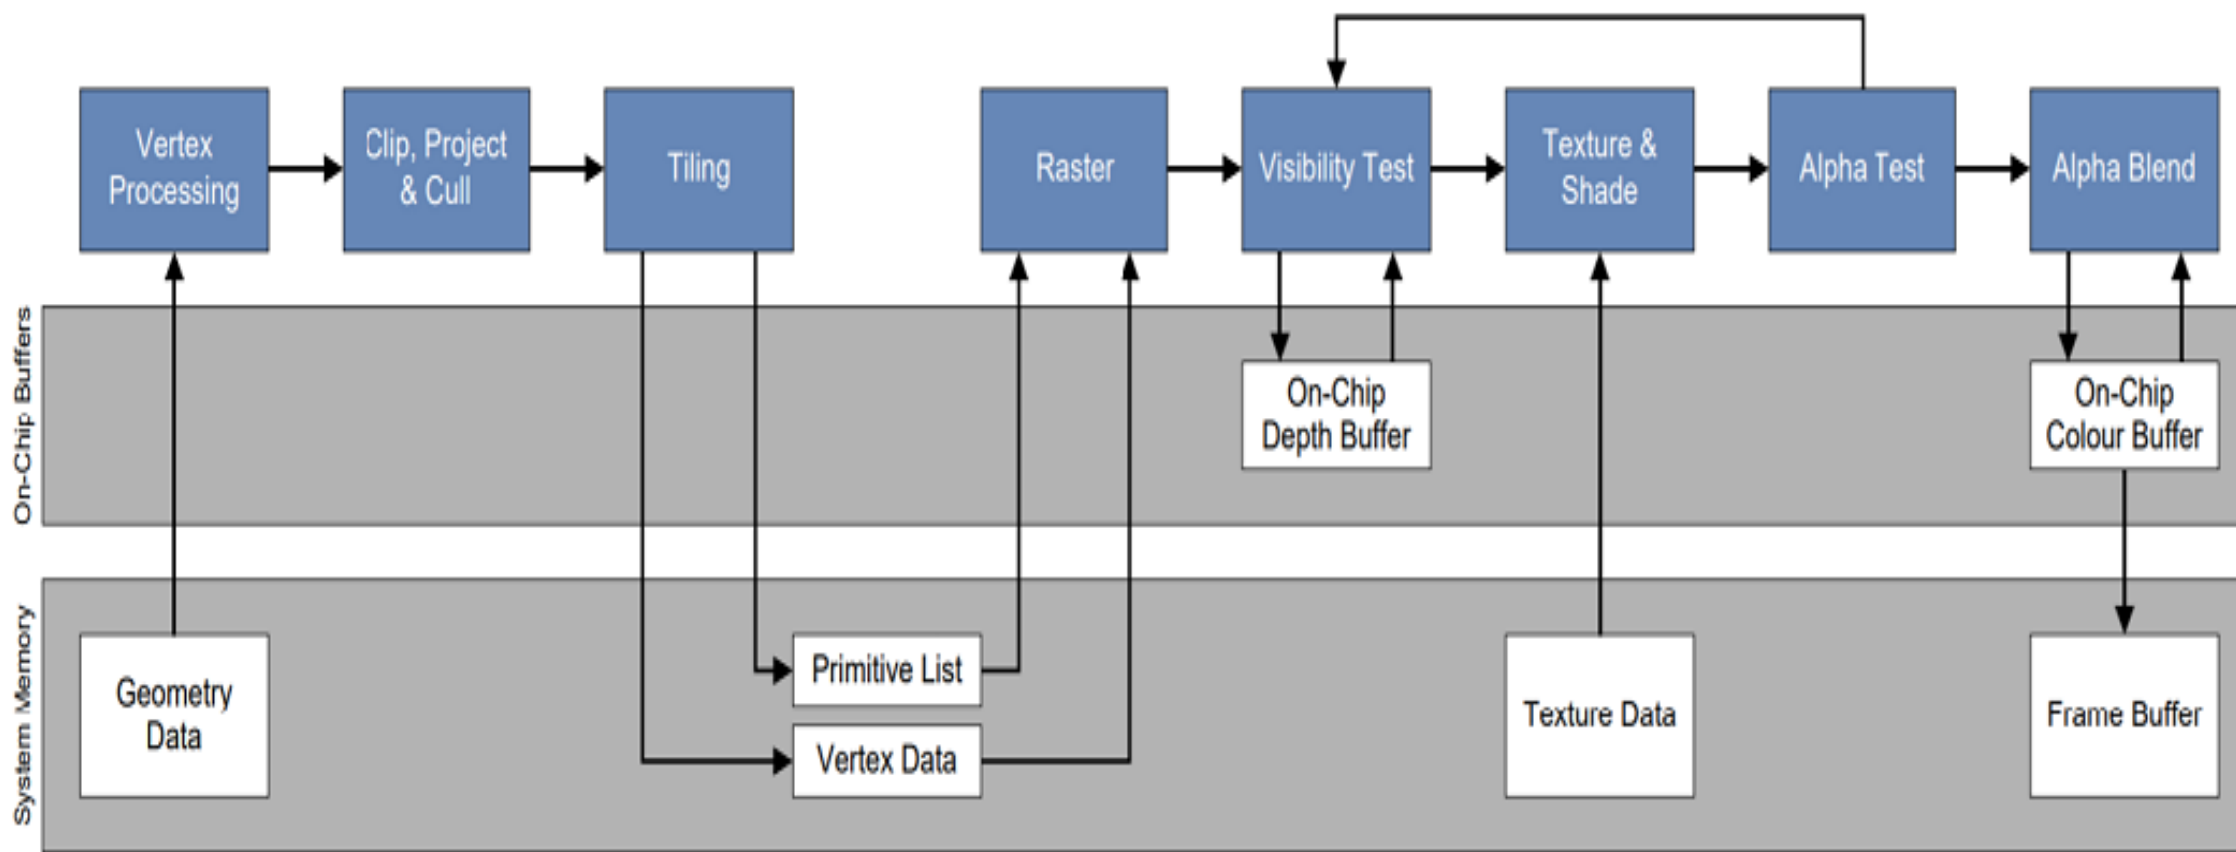 Vertex
Processing
Clip, Project
& Cull
Tiling
Raster
Visibility Test
Texture &
Shade
Alpha Test
Alpha Blend
On-Chip Buffers
On-Chip
Depth Buffer
On-Chip
Colour Buffer
System Memory
Geometry
Data
Primitive List
Vertex Data
Texture Data
Frame Buffer